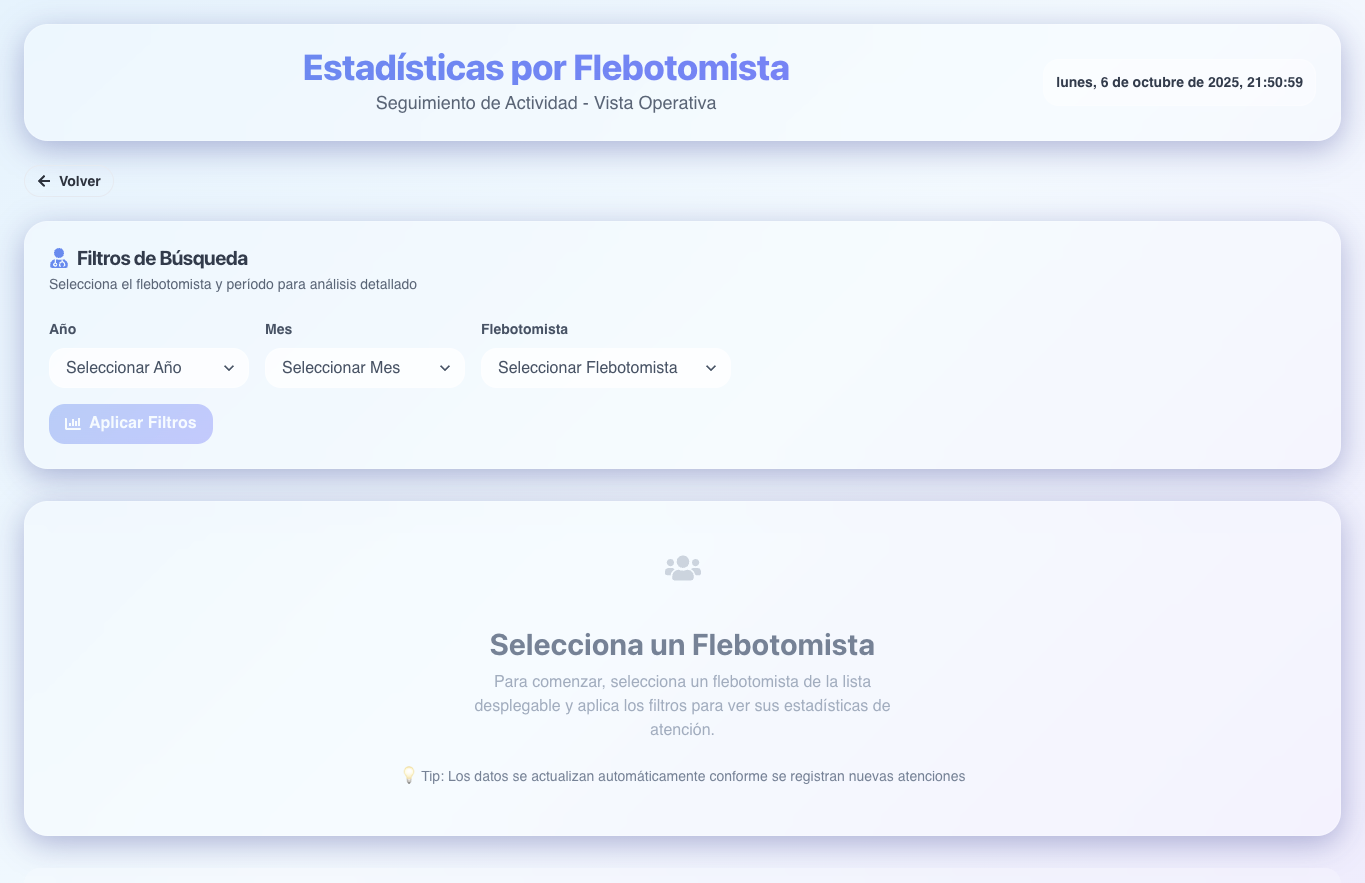 Estadísticas por Flebotomista
Seguimiento de Actividad - Vista Operativa
lunes, 6 de octubre de 2025, 21:50:59
Volver
Filtros de Búsqueda
Selecciona el flebotomista y período para análisis detallado
Año
Mes
Flebotomista
Seleccionar Año
Seleccionar Mes
Seleccionar Flebotomista
Aplicar Filtros
Selecciona un Flebotomista
Para comenzar, selecciona un flebotomista de la lista
desplegable y aplica los filtros para ver sus estadísticas de
atención.
💡 Tip: Los datos se actualizan automáticamente conforme se registran nuevas atenciones